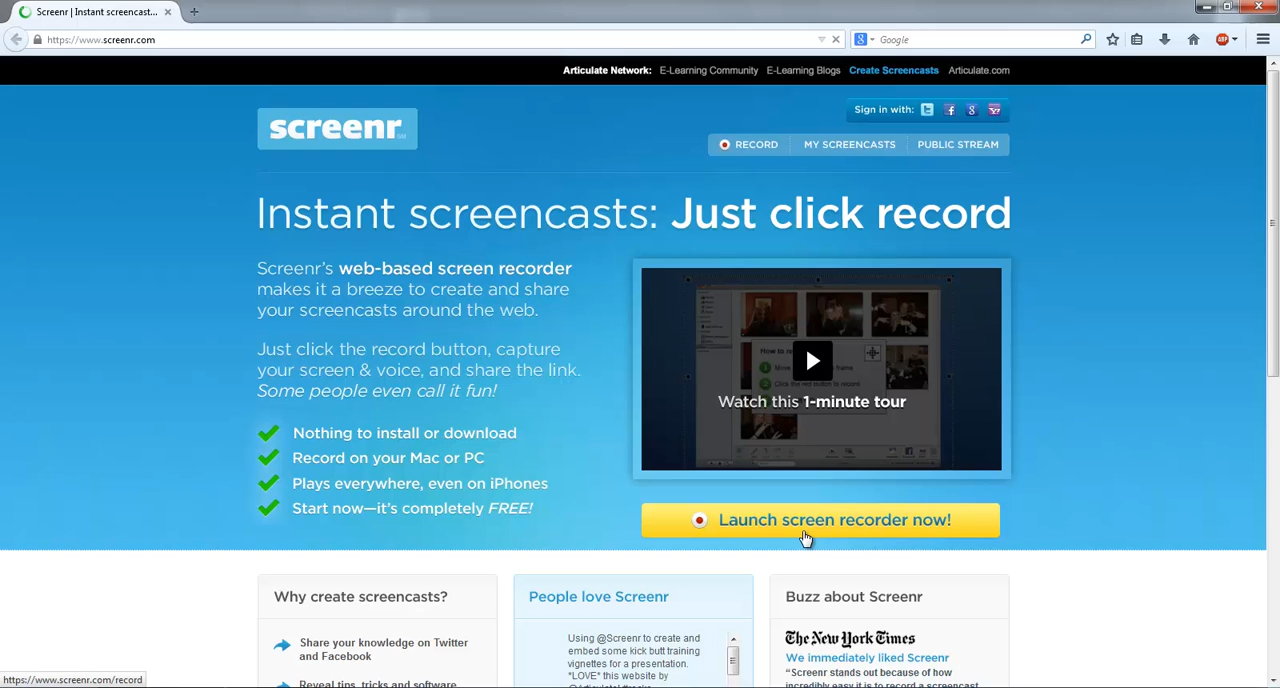 Screenr | Instant screencast...
https://www.screenr.com
Google
Articulate Network: E-Learning Community E-Learning Blogs Create Screencasts Articulate.com
screenr
Sign in with:
RECORD MY SCREENCASTS PUBLIC STREAM
Instant screencasts: Just click record
Screenr's web-based screen recorder
makes it a breeze to create and share
your screencasts around the web.
Just click the record button, capture
your screen & voice, and share the link.
Some people even call it fun!
Nothing to install or download
Record on your Mac or PC
Plays everywhere, even on iPhones
Start now—it's completely FREE!
Watch this 1-minute tour
Launch screen recorder now!
Why create screencasts?
Share your knowledge on Twitter
and Facebook
Reveal tips, tricks and software
People love Screenr
Using @Screenr to create and
embed some kick butt training
vignettes for a presentation.
*LOVE* this website by
Buzz about Screenr
The New York Times
We immediately liked Screenr
"Screenr stands out because of how
incredibly easy it is to record a screencast
https://www.screenr.com/record